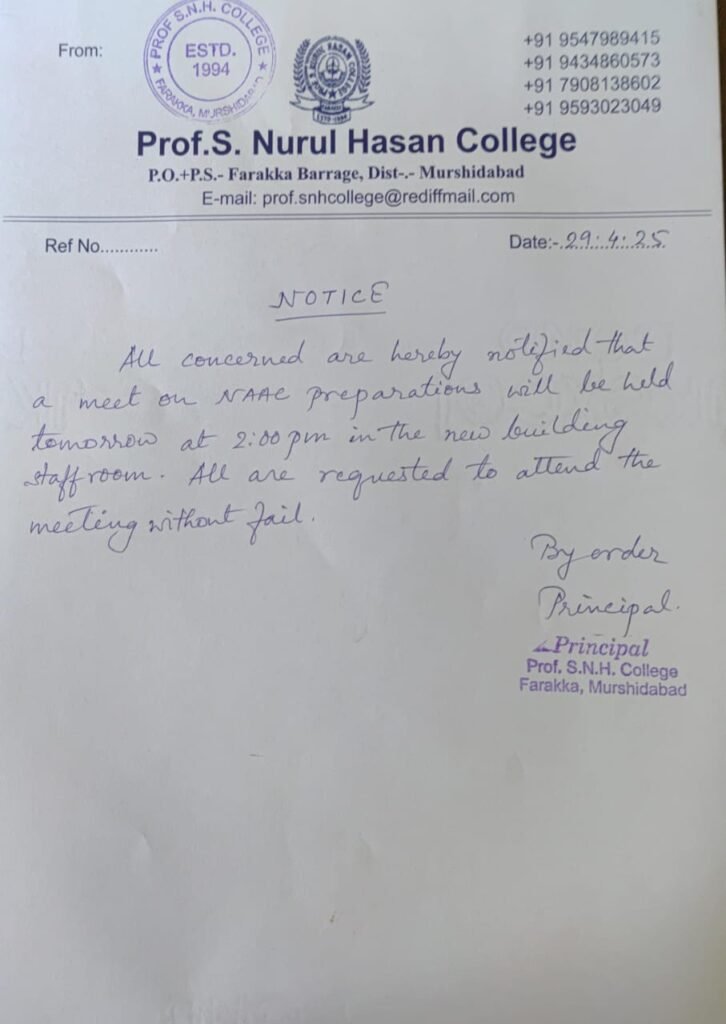 From:
PROF S.N.H. COLLEGE
ESTD.
1994
FARAKKA, MURSHIDABAD
+91 9547989415
+91 9434860573
+91 7908138602
+91 9593023049
Prof.S. Nurul Hasan College
P.O.+P.S.- Farakka Barrage, Dist-.- Murshidabad
E-mail: prof.snhcollege@rediffmail.com
Ref No............
Date:-.29.:.4.:.25.
NOTICE
All concerned are hereby notified that
a meet on NAAC preparations will be held
tomorrow at 2:00 pm in the new building
staff room. All are requested to attend the
meeting without fail.
By order
Principal.
Principal
Prof. S.N.H. College
Farakka, Murshidabad